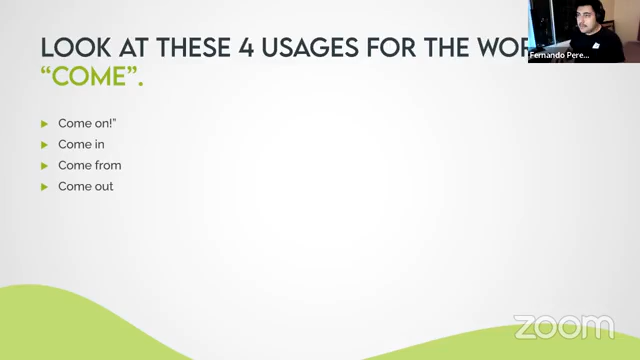 LOOK AT THESE 4 USAGES FOR THE
"COME".
Come on!"
Come in
Come from
Come out
Fernando Pere...
zoom